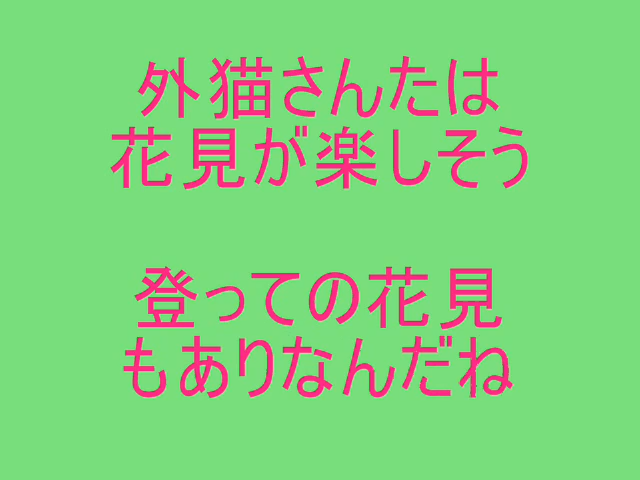 外猫さんたは
花見が楽しそう
登っての花見
もありなんだね